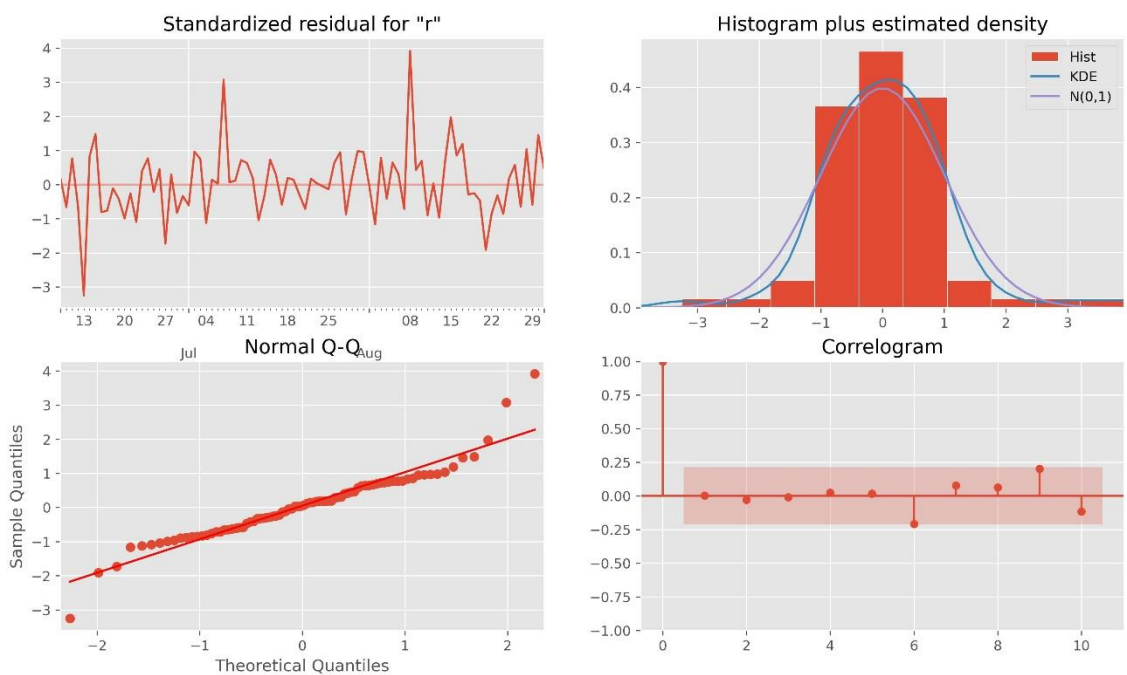 Standardized residual for "r"
4
3
2
1
0
−1
−2
−3
13 20 27 04 11 18 25 08 15 22 29
Jul Aug
Histogram plus estimated density
Hist
KDE
N(0,1)
0.4
0.3
0.2
0.1
0.0
−3 −2 −1 0 1 2 3
Normal Q-Q
Sample Quantiles
4
3
2
1
0
−1
−2
−3
−2 −1 0 1 2
Theoretical Quantiles
Correlogram
1.00
0.75
0.50
0.25
0.00
−0.25
−0.50
−0.75
−1.00
0 2 4 6 8 10